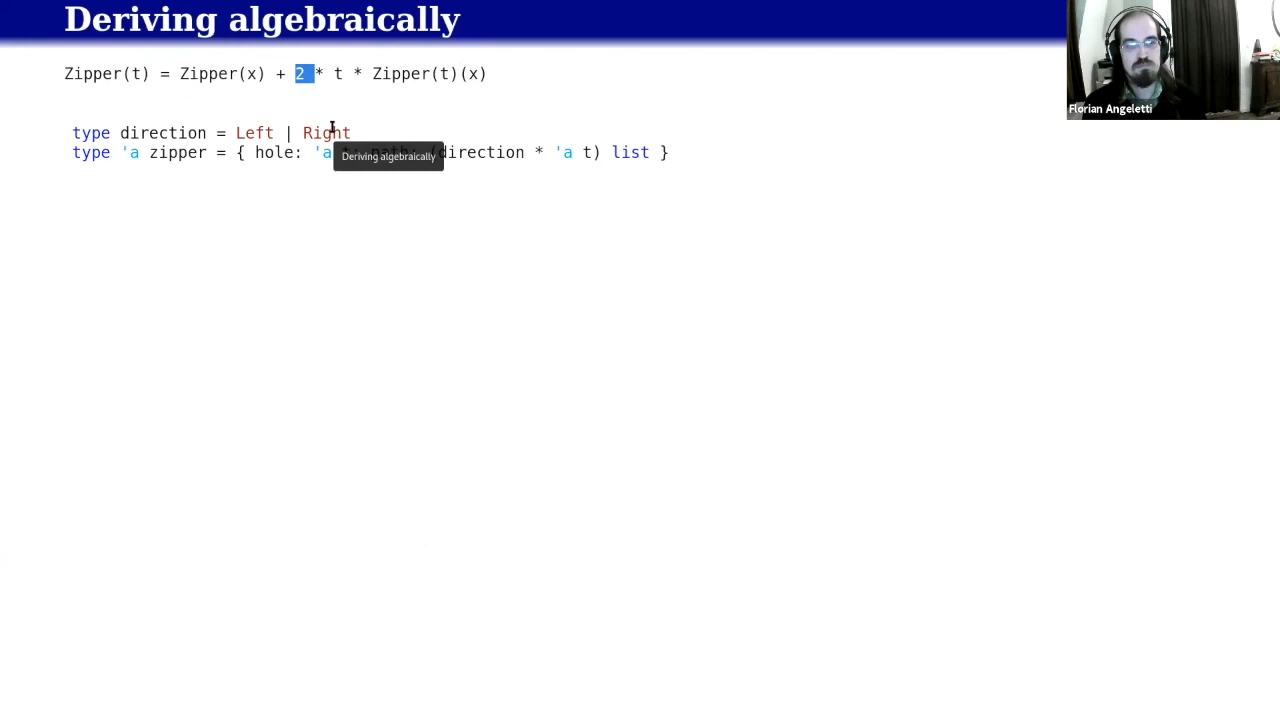 Deriving algebraically
Zipper(t) = Zipper(x) + 2 * t * Zipper(t)(x)
Florian Angeletti
type direction = Left | Right
type 'a zipper = { hole: 'a t; path: (direction * 'a t) list }
Deriving algebraically